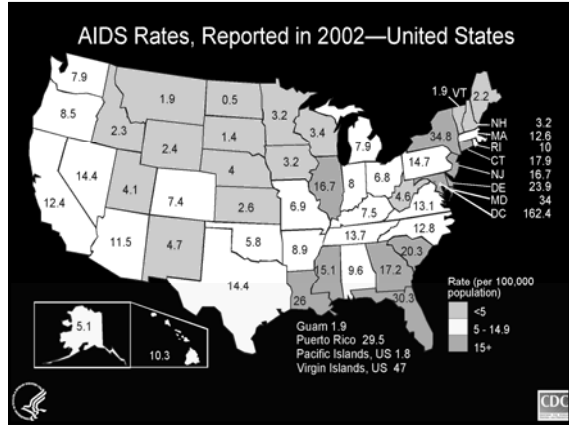 AIDS Rates, Reported in 2002—United States
7.9
8.5
12.4
14.4
2.3
1.9
2.4
4.1
11.5
7.4
4.7
0.5
1.4
4
2.6
5.8
14.4
3.2
3.2
6.9
8.9
26
3.4
16.7
7.9
8
6.8
7.5
13.7
15.1
9.6
17.2
30.3
20.3
12.8
13.1
4.6
14.7
34.8
1.9 VT
2.2
NH 3.2
MA 12.6
RI 10
CT 17.9
NJ 16.7
DE 23.9
MD 34
DC 162.4
5.1
10.3
Guam 1.9
Puerto Rico 29.5
Pacific Islands, US 1.8
Virgin Islands, US 47
Rate (per 100,000
population)
<5
5 - 14.9
15+
CDC